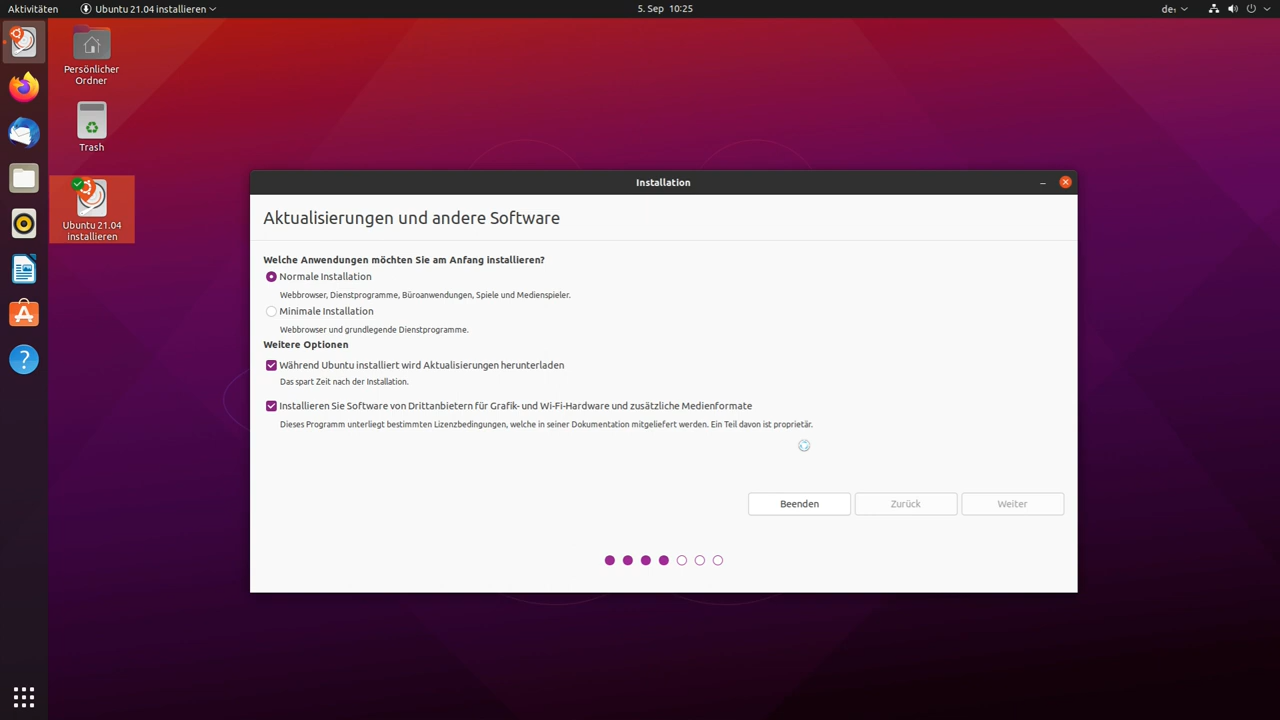 Aktivitäten
Ubuntu 21.04 installieren
5. Sep 10:25
de₁
Persönlicher
Ordner
Trash
Ubuntu 21.04
installieren
Installation
Aktualisierungen und andere Software
Welche Anwendungen möchten Sie am Anfang installieren?
Normale Installation
Webbrowser, Dienstprogramme, Büroanwendungen, Spiele und Medienspieler.
Minimale Installation
Webbrowser und grundlegende Dienstprogramme.
Weitere Optionen
Während Ubuntu installiert wird Aktualisierungen herunterladen
Das spart Zeit nach der Installation.
Installieren Sie Software von Drittanbietern für Grafik- und Wi-Fi-Hardware und zusätzliche Medienformate
Dieses Programm unterliegt bestimmten Lizenzbedingungen, welche in seiner Dokumentation mitgeliefert werden. Ein Teil davon ist proprietär.
Beenden
Zurück
Weiter